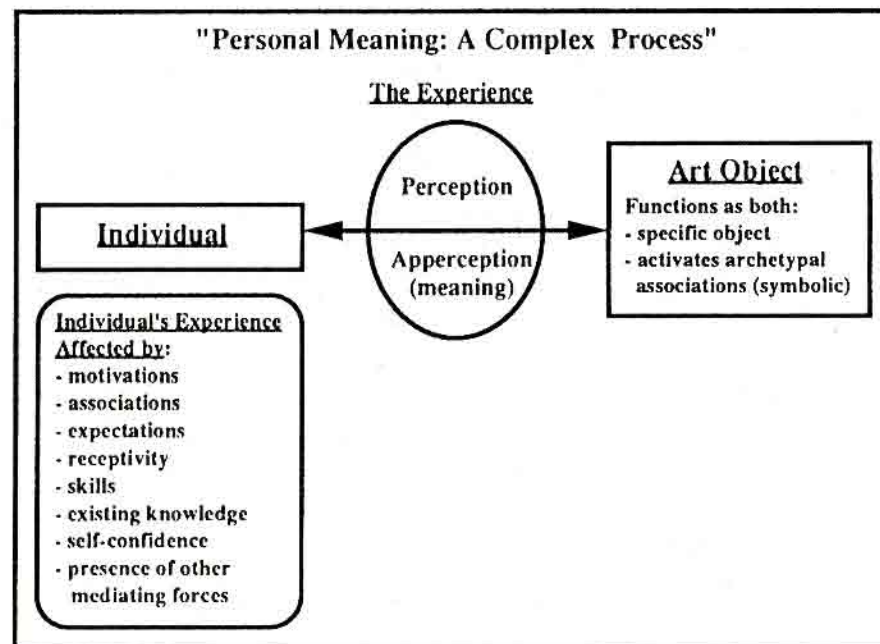 "Personal Meaning: A Complex Process"
The Experience
Perception
Apperception
(meaning)
Individual
Individual's Experience
Affected by:
- motivations
- associations
- expectations
- receptivity
- skills
- existing knowledge
- self-confidence
- presence of other
mediating forces
Art Object
Functions as both:
- specific object
- activates archetypal
associations (symbolic)